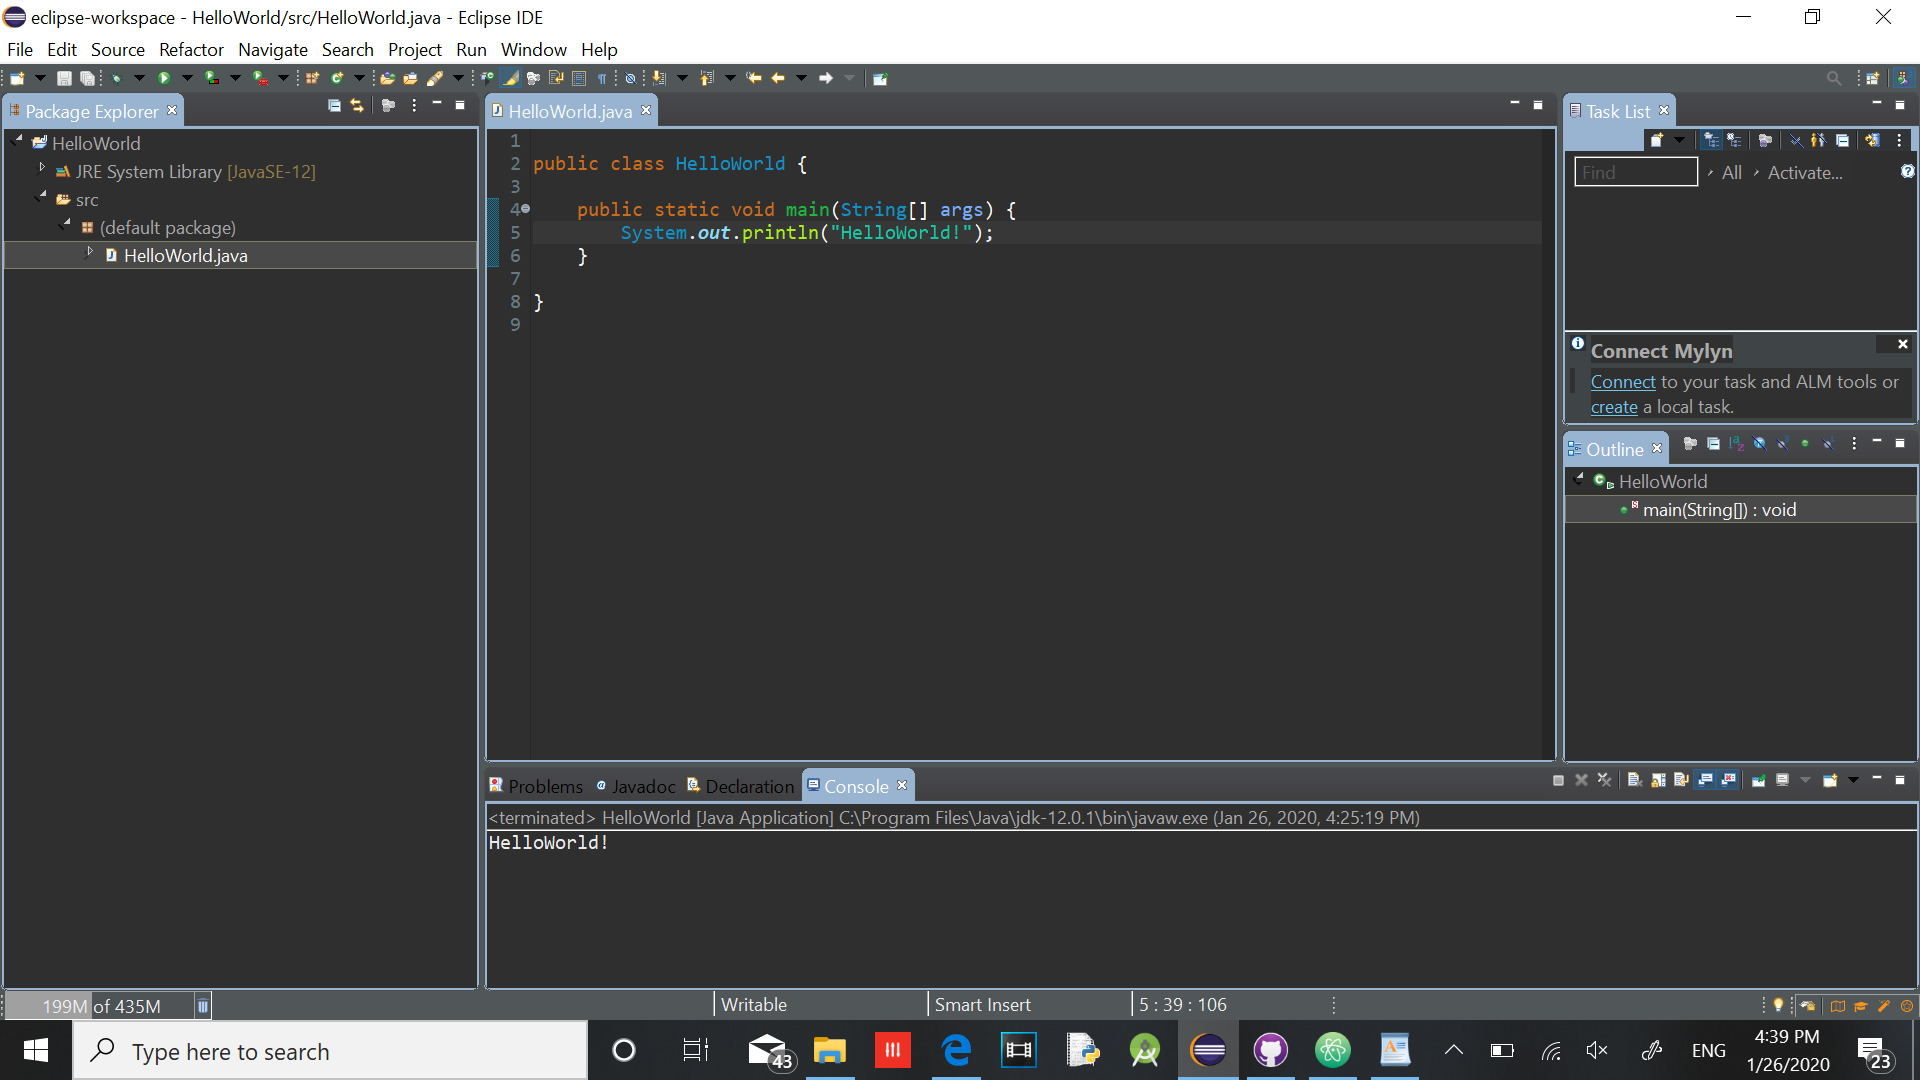 eclipse-workspace - HelloWorld/src/HelloWorld.java - Eclipse IDE
File Edit Source Refactor Navigate Search Project Run Window Help
Package Explorer
HelloWorld
JRE System Library [JavaSE-12]
src
(default package)
HelloWorld.java
HelloWorld.java
1
2 public class HelloWorld {
3
4 public static void main(String[] args) {
5 System.out.println("HelloWorld!");
6 }
7
8 }
9
Task List
Find All Activate...
Connect Mylyn
Connect to your task and ALM tools or
create a local task.
Outline
HelloWorld
main(String[]) : void
Problems Javadoc Declaration Console
<terminated> HelloWorld [Java Application] C:\Program Files\Java\jdk-12.0.1\bin\javaw.exe (Jan 26, 2020, 4:25:19 PM)
HelloWorld!
199M of 435M Writable Smart Insert 5 : 39 : 106
Type here to search 43 ENG 4:39 PM
1/26/2020 23